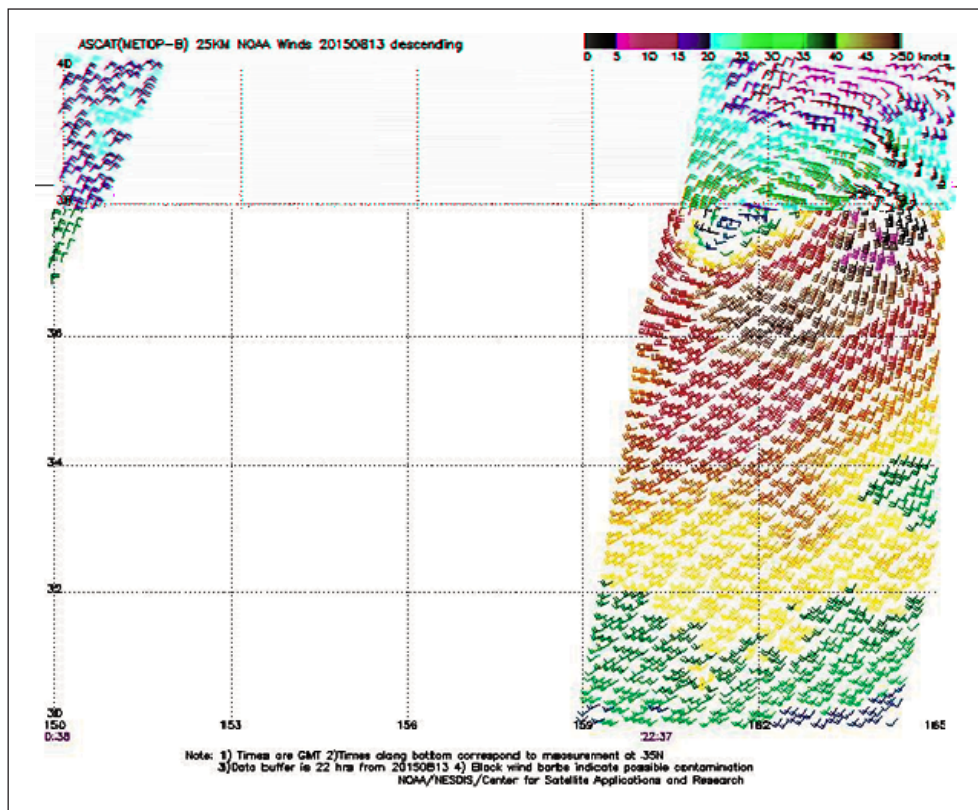 ASCAT(METOP-B) 25KM NOAA Winds 20150813 descending
0 5 10 15 20 25 30 35 40 45 >50 knots
40
38
36
34
32
30
150 153 156 159 162 165
0:38 22:37
Note: 1) Times are GMT 2)Times along bottom correspond to measurement at 35N
3)Data buffer is 22 hrs from 20150813 4) Black wind barbs indicate possible contamination
NOAA/NESDIS/Center for Satellite Applications and Research